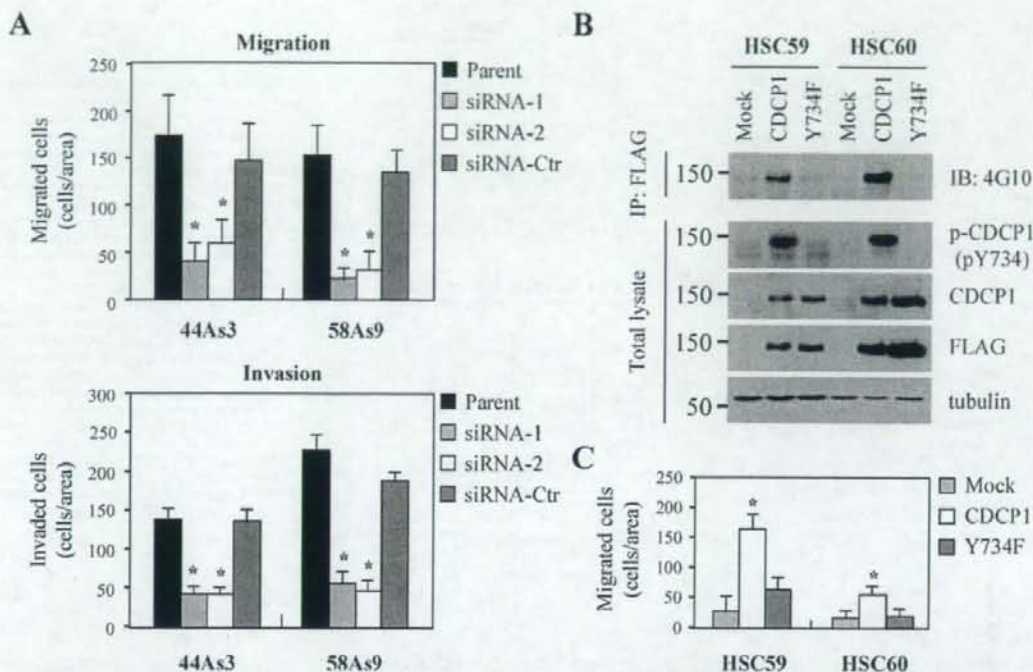 A
Migration
250
200
150
100
50
0
Migrated cells
(cells/area)
* * * *
44As3 58As9
Parent
siRNA-1
siRNA-2
siRNA-Ctr
Invasion
300
250
200
150
100
50
0
Invaded cells
(cells/area)
* * * *
44As3 58As9
Parent
siRNA-1
siRNA-2
siRNA-Ctr
B
HSC59 HSC60
Mock CDCP1 Y734F Mock CDCP1 Y734F
IP: FLAG
150 IB: 4G10
Total lysate
150 p-CDCP1
(pY734)
150 CDCP1
150 FLAG
50 tubulin
C
250
200
150
100
50
0
Migrated cells
(cells/area)
* *
HSC59 HSC60
Mock
CDCP1
Y734F